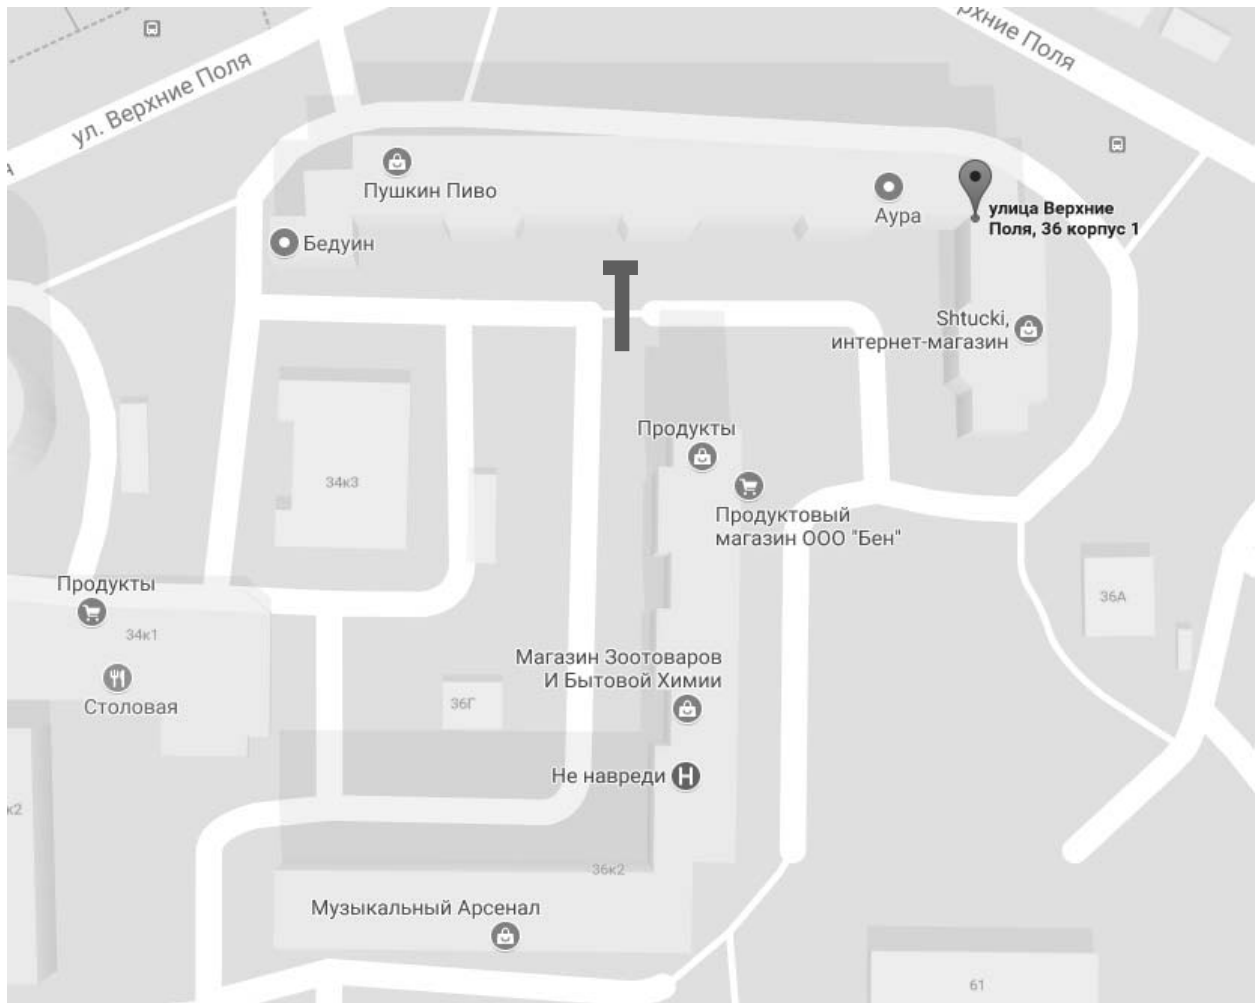 рхние Поля
ул. Верхние Поля
Пушкин Пиво
Аура
улица Верхние
Поля, 36 корпус 1
Бедуин
Т
Shtucki,
интернет-магазин
Продукты
34к3
Продуктовый
магазин ООО "Бен"
Продукты
36А
34к1
Магазин Зоотоваров
И Бытовой Химии
Столовая
36Г
Не навреди
H
к2
36к2
Музыкальный Арсенал
61